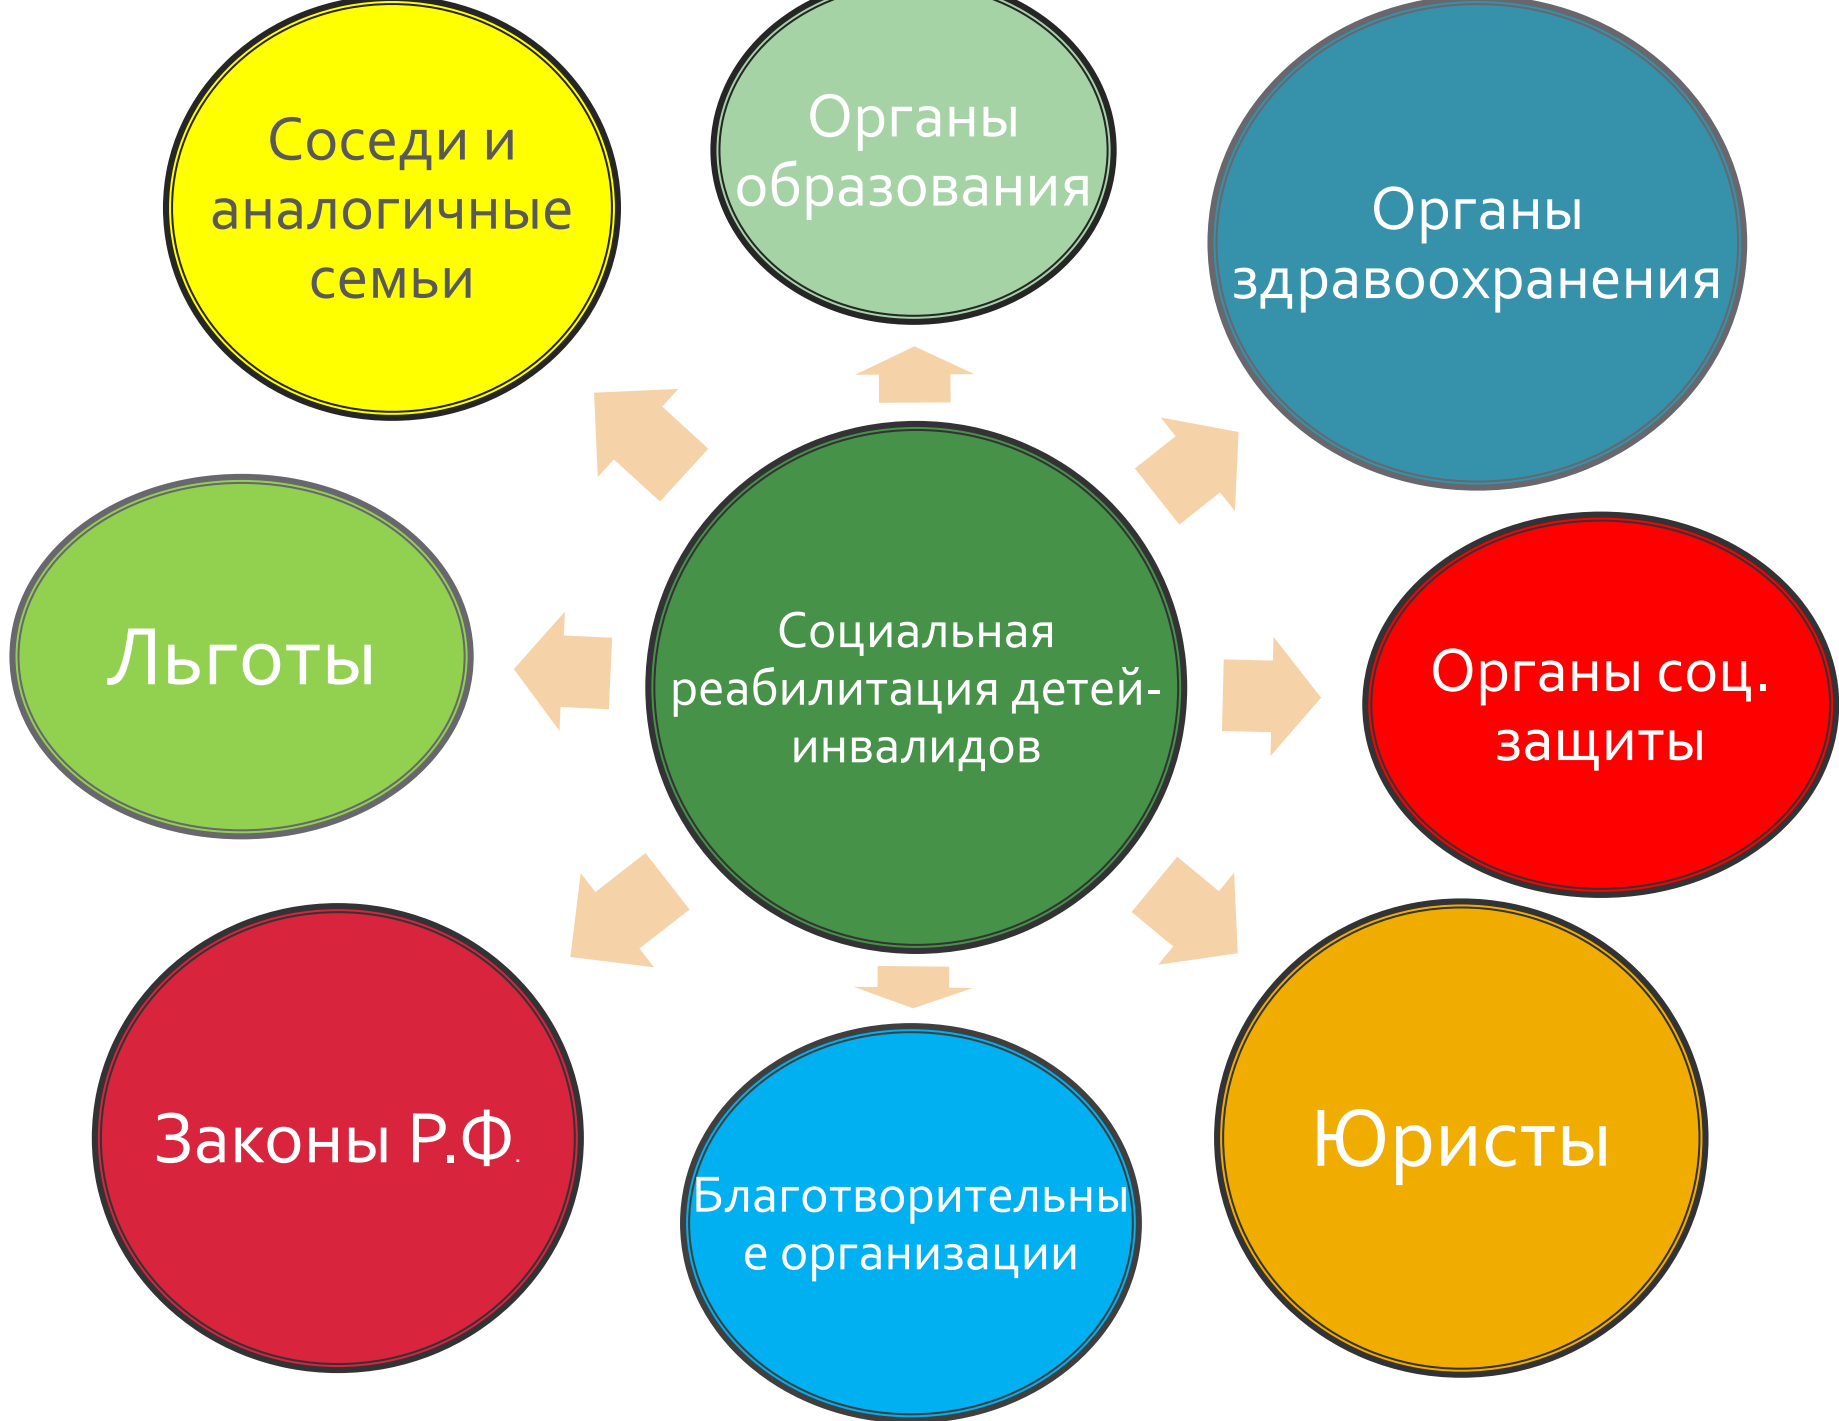 Соседи и
аналогичные
семьи
Органы
образования
Органы
здравоохранения
Льготы
Социальная
реабилитация детей-
инвалидов
Органы соц.
защиты
Законы Р.Ф.
Благотворительны
е организации
Юристы